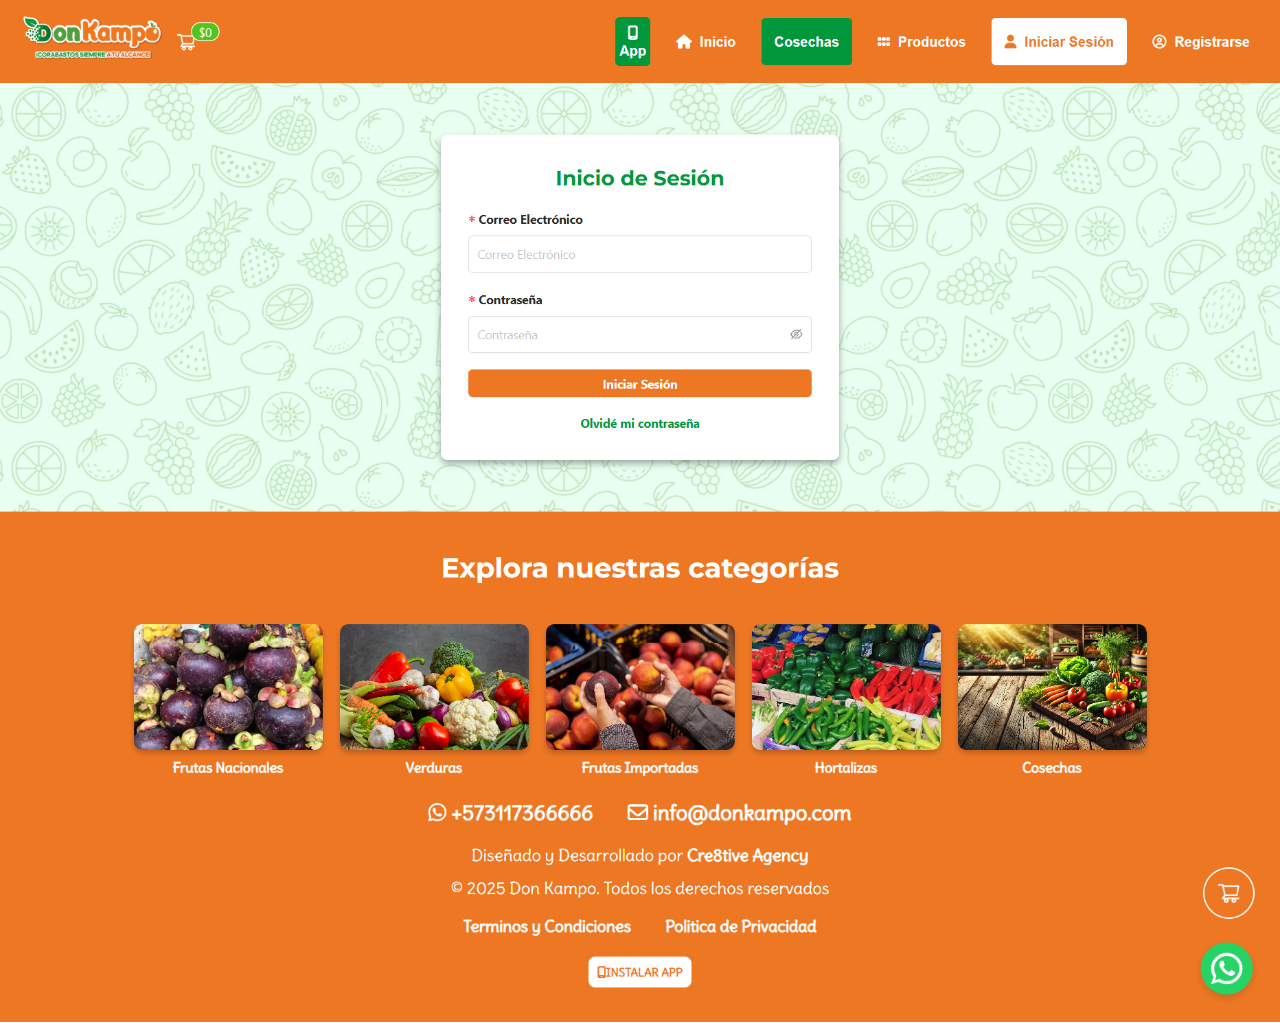 DonKampo
¡CORABASTOS SIEMPRE A TU ALCANCE!
$0
App
Inicio
Cosechas
Productos
Iniciar Sesión
Registrarse
Inicio de Sesión
* Correo Electrónico
Correo Electrónico
* Contraseña
Contraseña
Iniciar Sesión
Olvidé mi contraseña
Explora nuestras categorías
Frutas Nacionales
Verduras
Frutas Importadas
Hortalizas
Cosechas
+573117366666 info@donkampo.com
Diseñado y Desarrollado por Cre8tive Agency
© 2025 Don Kampo. Todos los derechos reservados
Terminos y Condiciones Politica de Privacidad
INSTALAR APP